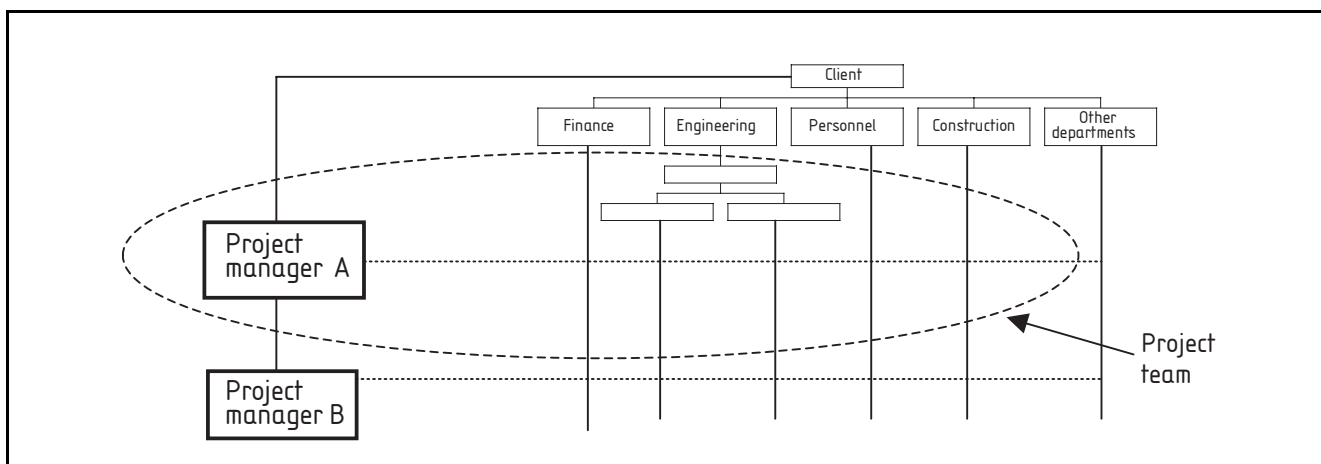 Client
Finance
Engineering
Personnel
Construction
Other
departments
Project
manager A
Project
manager B
Project
team